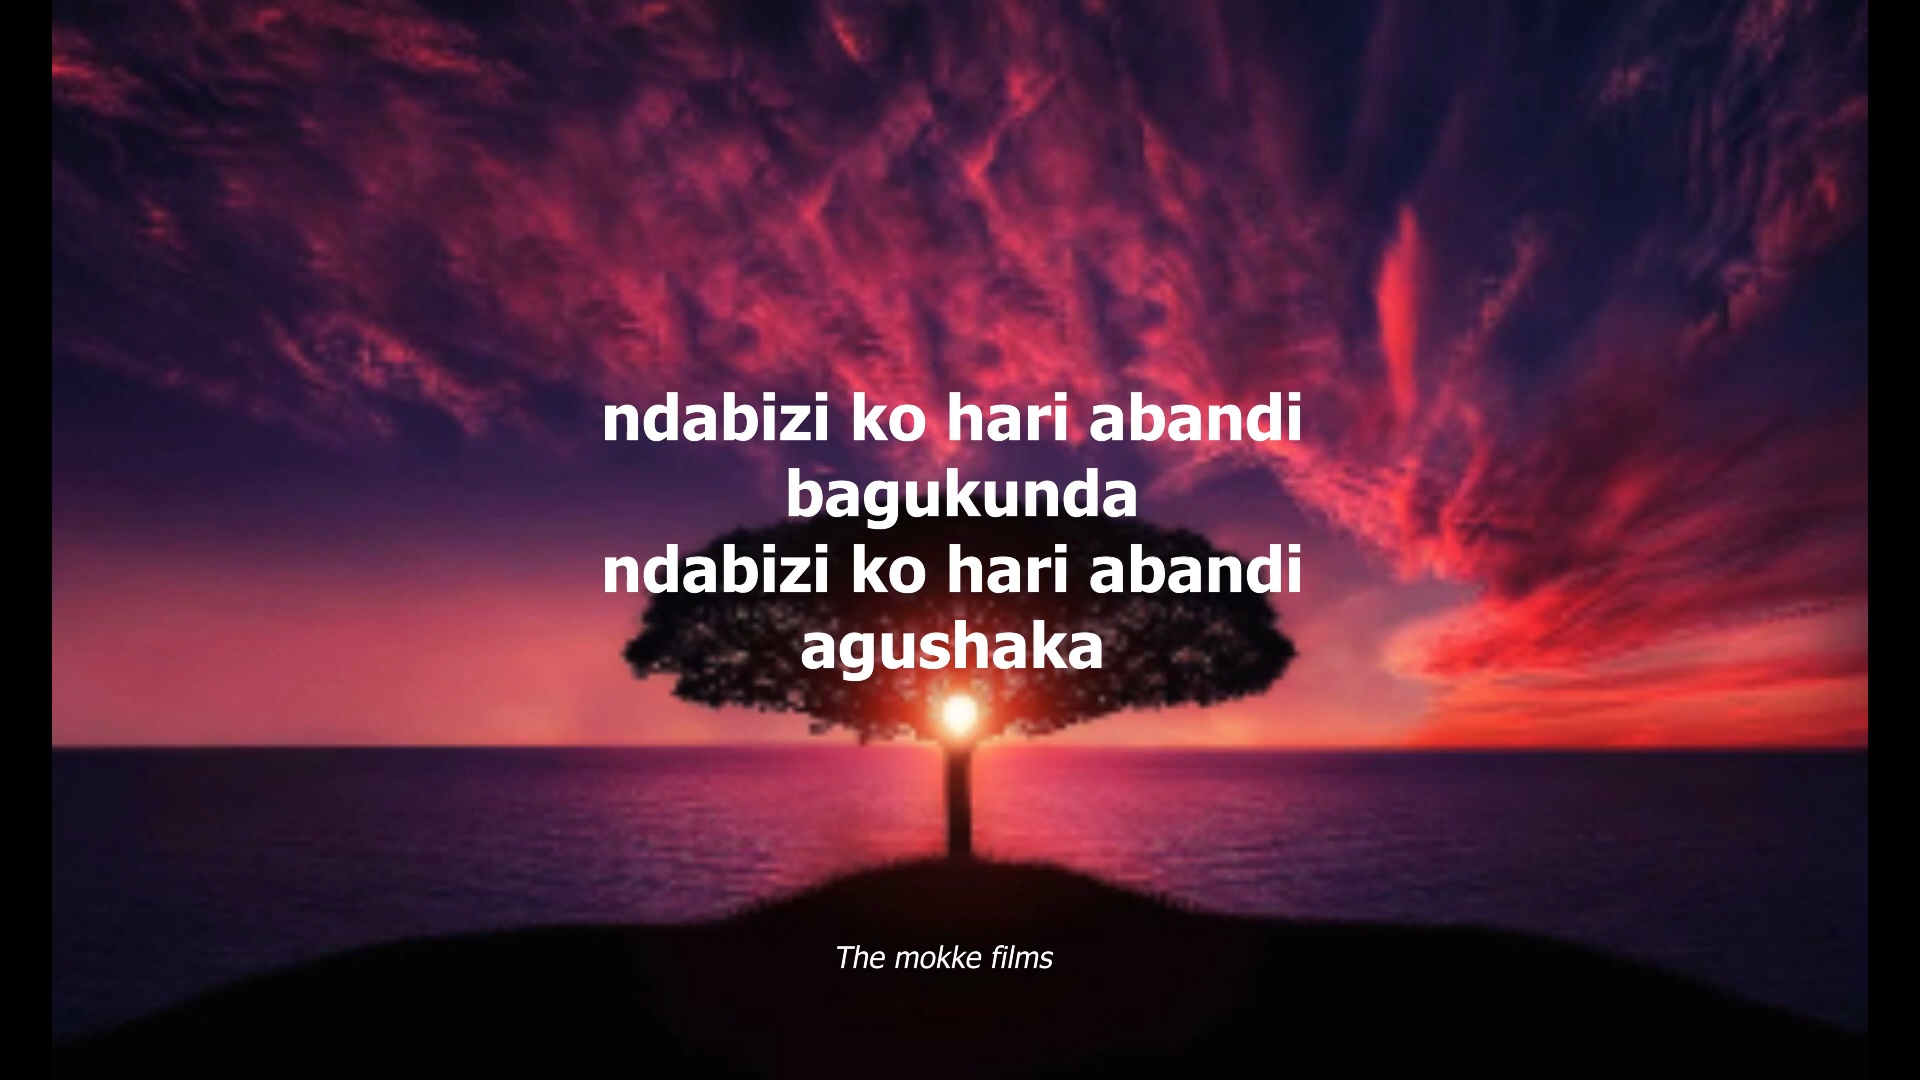 ndabizi ko hari abandi
bagukunda
ndabizi ko hari abandi
agushaka
The mokke films